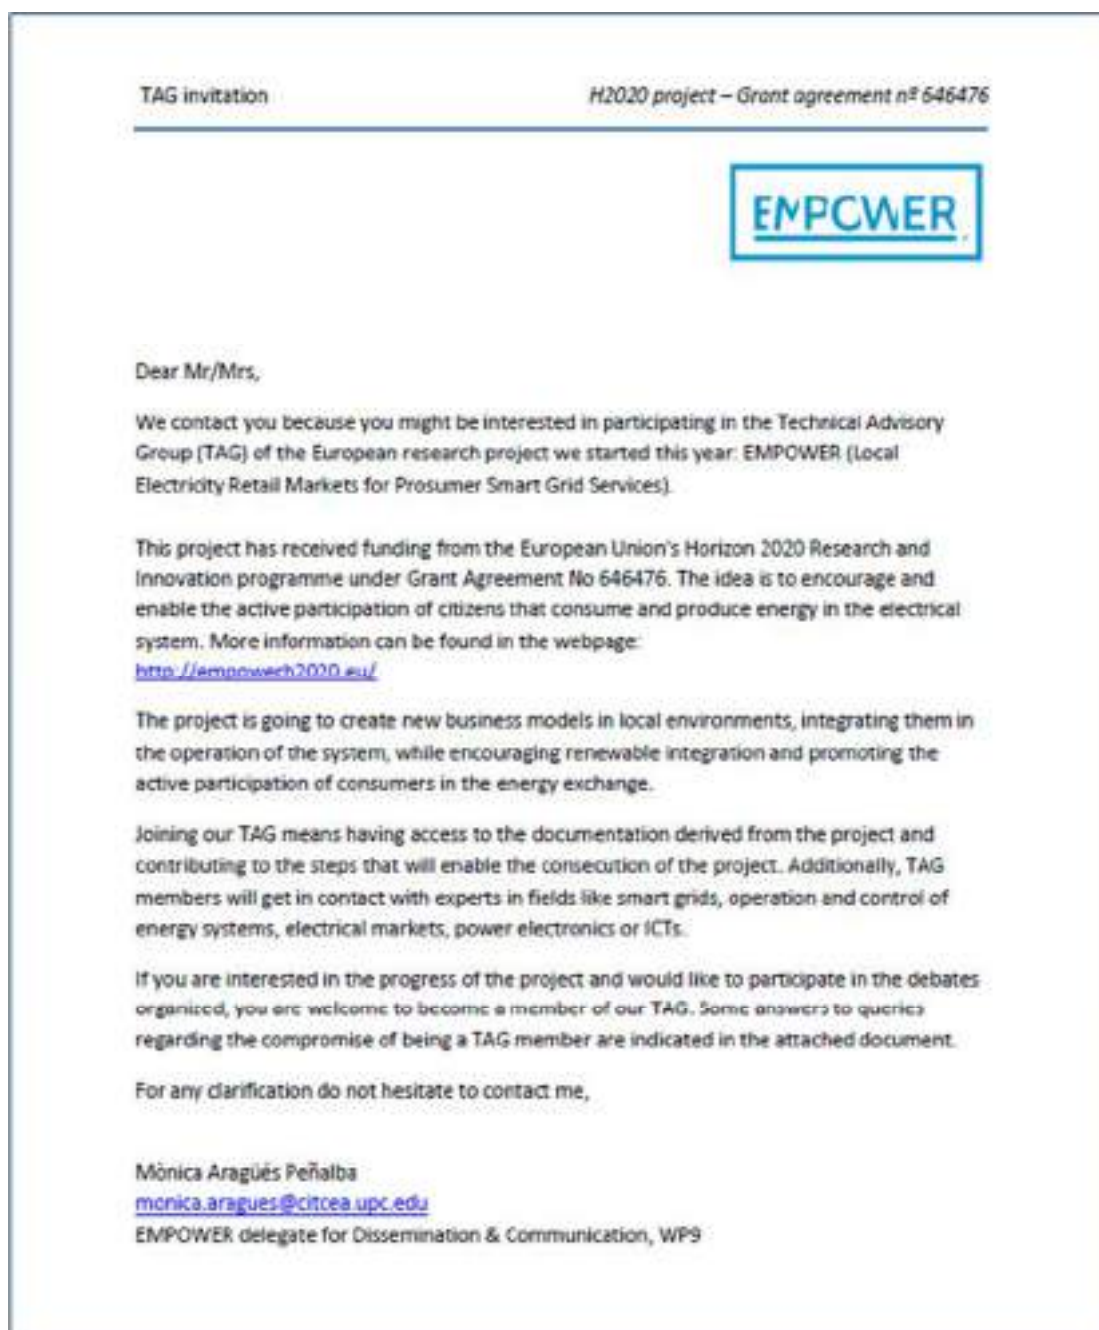 TAG invitation
H2020 project – Grant agreement nº 646476
EMPOWER
Dear Mr/Mrs,
We contact you because you might be interested in participating in the Technical Advisory
Group (TAG) of the European research project we started this year: EMPOWER (Local
Electricity Retail Markets for Prosumer Smart Grid Services).
This project has received funding from the European Union's Horizon 2020 Research and
Innovation programme under Grant Agreement No 646476. The idea is to encourage and
enable the active participation of citizens that consume and produce energy in the electrical
system. More information can be found in the webpage:
http://empowerh2020.eu/
The project is going to create new business models in local environments, integrating them in
the operation of the system, while encouraging renewable integration and promoting the
active participation of consumers in the energy exchange.
Joining our TAG means having access to the documentation derived from the project and
contributing to the steps that will enable the consecution of the project. Additionally, TAG
members will get in contact with experts in fields like smart grids, operation and control of
energy systems, electrical markets, power electronics or ICTs.
If you are interested in the progress of the project and would like to participate in the debates
organized, you are welcome to become a member of our TAG. Some answers to queries
regarding the compromise of being a TAG member are indicated in the attached document.
For any clarification do not hesitate to contact me,
Mònica Aragüés Peñalba
monica.aragues@citcea.upc.edu
EMPOWER delegate for Dissemination & Communication, WP9